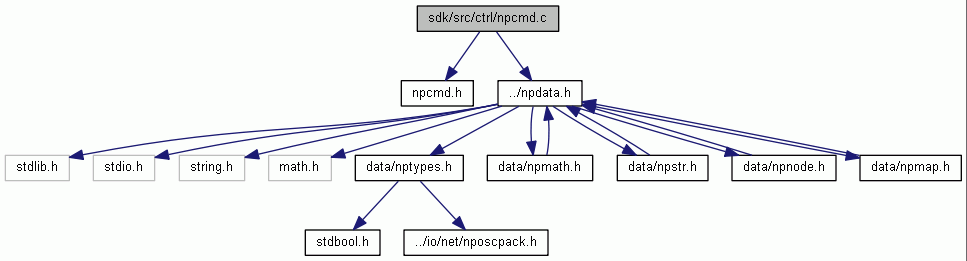 sdk/src/ctrl/npcmd.c
npcmd.h
../npdata.h
stdlib.h
stdio.h
string.h
math.h
data/nptypes.h
data/npmath.h
data/npstr.h
data/npnode.h
data/npmap.h
stdbool.h
../io/net/nposcpack.h